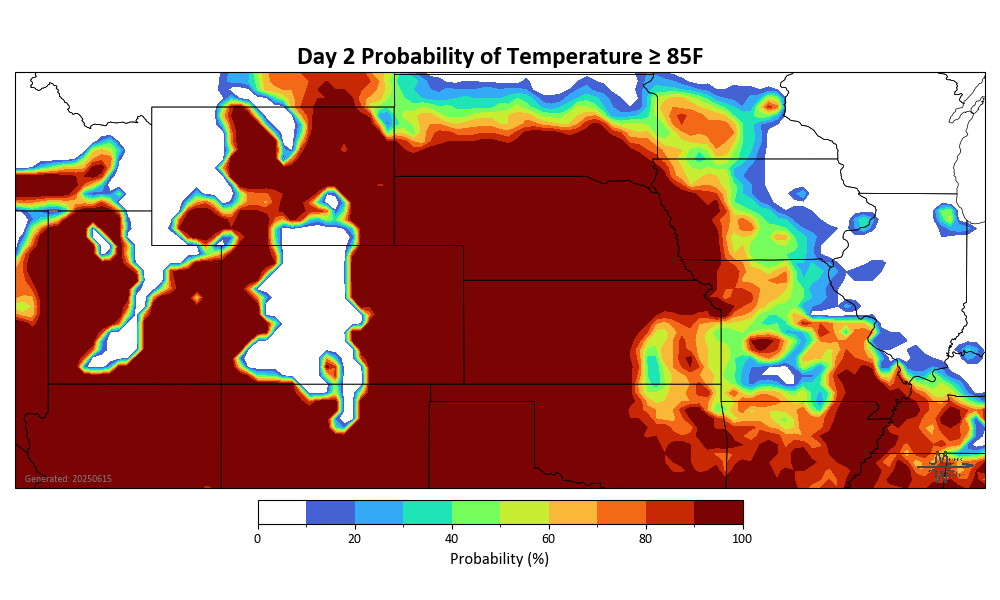 Day 2 Probability of Temperature ≥ 85F
Generated: 20250615
0 20 40 60 80 100
Probability (%)